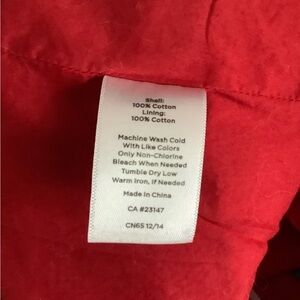 Shell:
100% Cotton
Lining:
100% Cotton
Machine Wash Cold
With Like Colors
Only Non-Chlorine
Bleach When Needed
Tumble Dry Low
Warm Iron, If Needed
Made In China
CA #23147
CN65 12/14